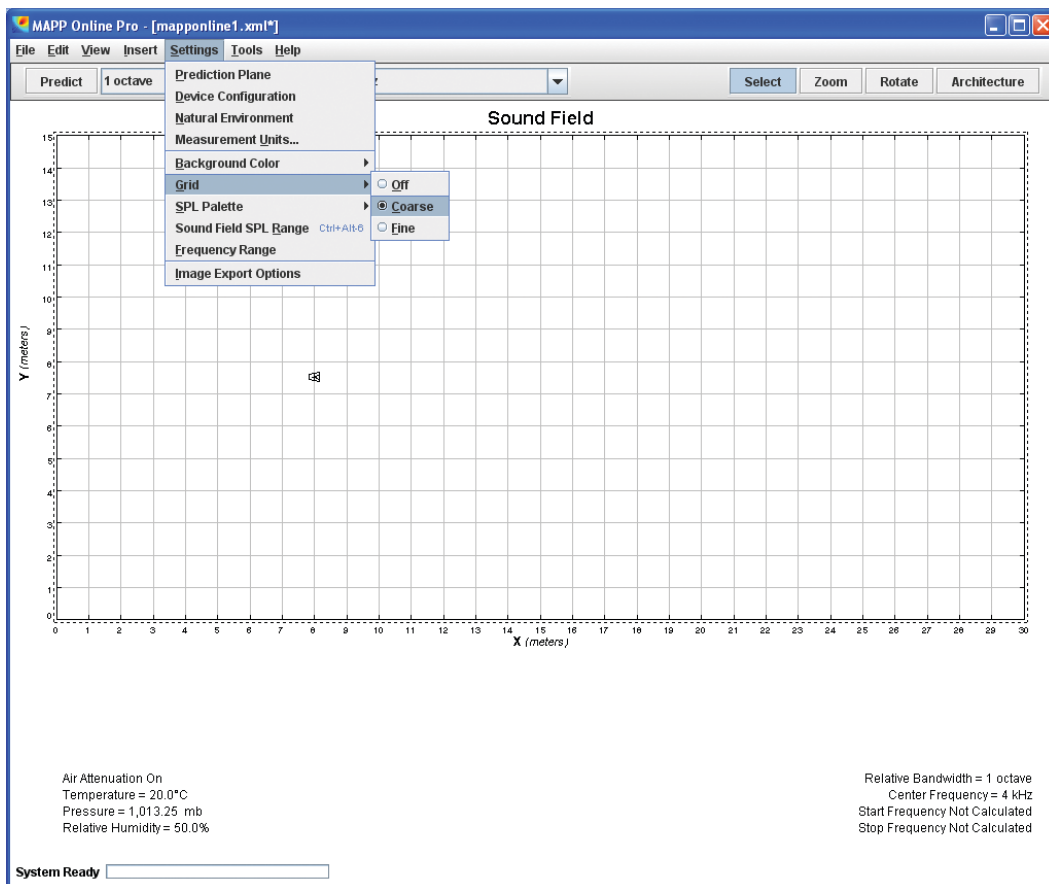 MAPP Online Pro - [mapponline1.xml*]
File Edit View Insert Settings Tools Help
Predict 1 octave z Select Zoom Rotate Architecture
Prediction Plane
Device Configuration
Natural Environment
Measurement Units...
Background Color
Grid
SPL Palette
Sound Field SPL Range Ctrl+Alt-6
Frequency Range
Image Export Options
Off
Coarse
Fine
Sound Field
15
14
13
12
11
10
9
8
7
6
5
4
3
2
1
0
Y (meters)
0 1 2 3 4 5 6 7 8 9 10 11 12 13 14 15 16 17 18 19 20 21 22 23 24 25 26 27 28 29 30
X (meters)
Air Attenuation On
Temperature = 20.0°C
Pressure = 1,013.25 mb
Relative Humidity = 50.0%
Relative Bandwidth = 1 octave
Center Frequency = 4 kHz
Start Frequency Not Calculated
Stop Frequency Not Calculated
System Ready